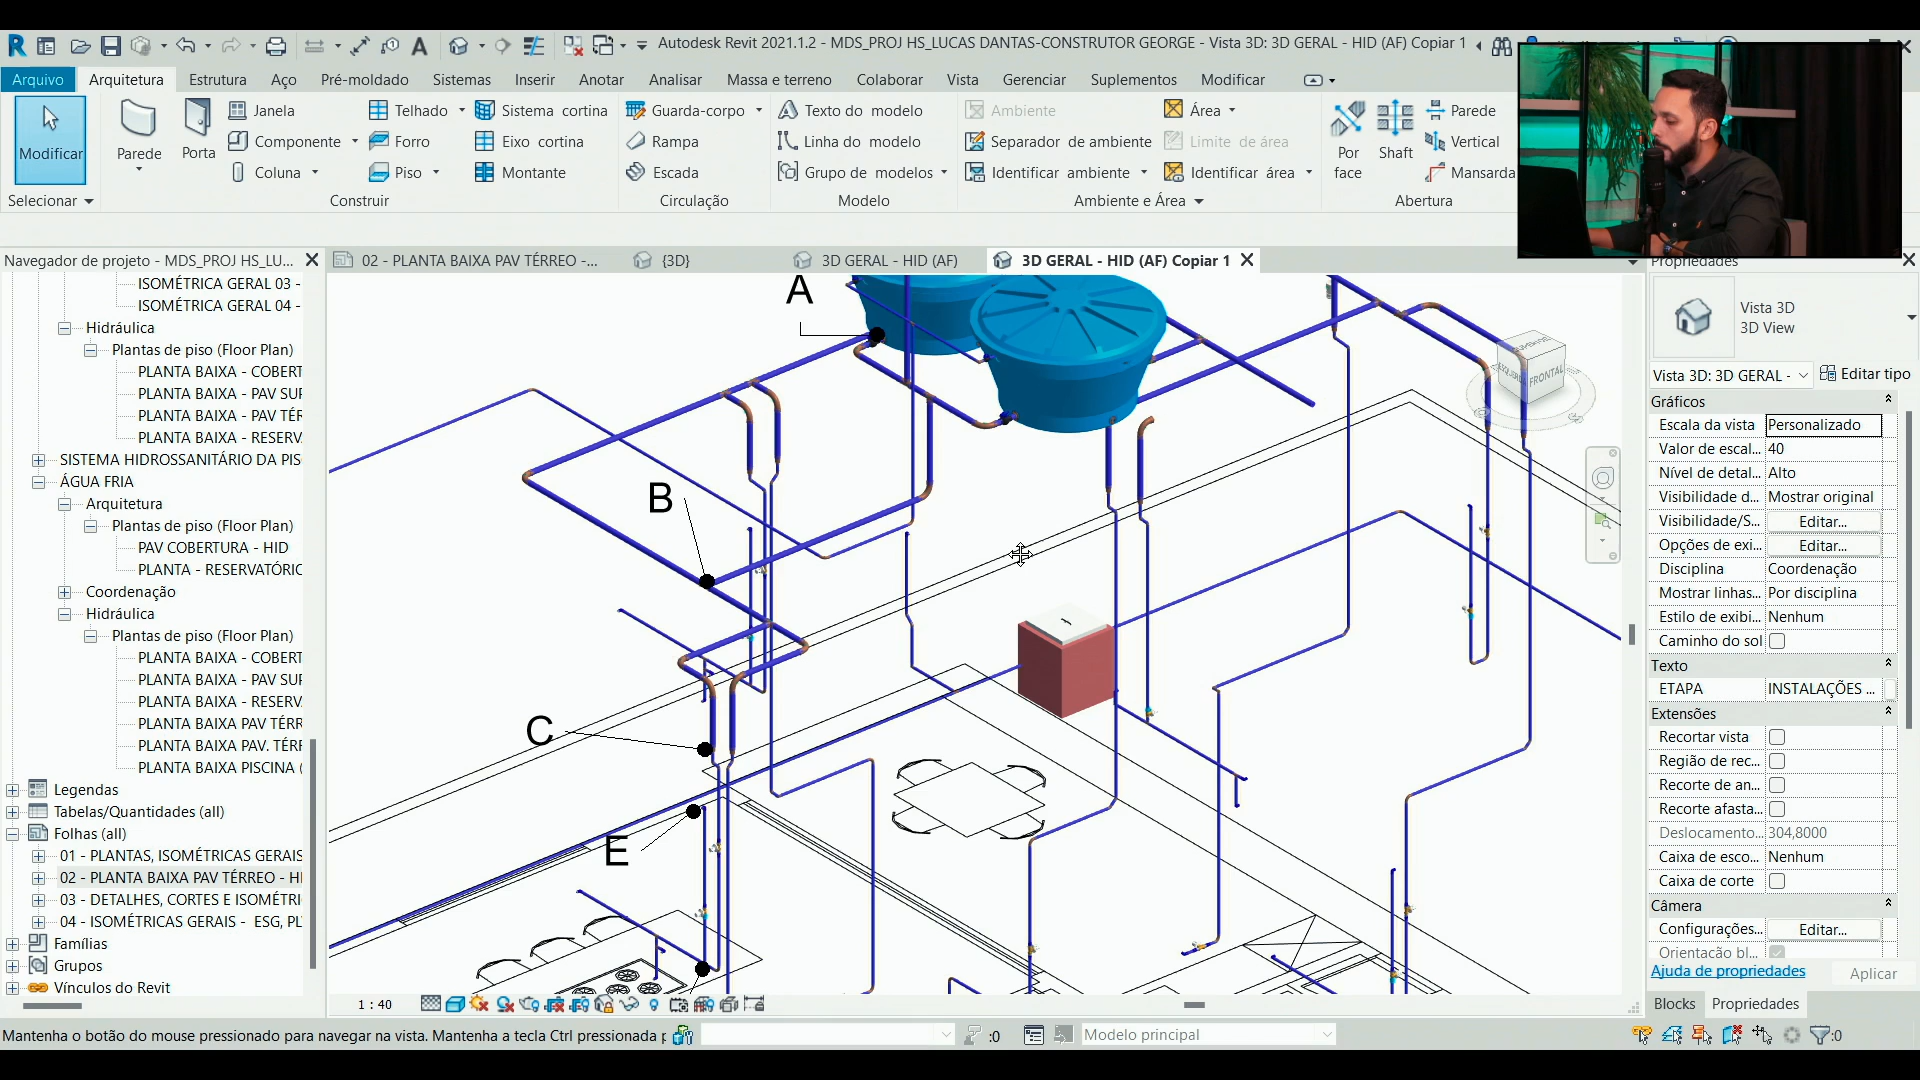 Autodesk Revit 2021.1.2 - MDS_PROJ HS_LUCAS DANTAS-CONSTRUTOR GEORGE - Vista 3D: 3D GERAL - HID (AF) Copiar 1
Arquivo Arquitetura Estrutura Aço Pré-moldado Sistemas Inserir Anotar Analisar Massa e terreno Colaborar Vista Gerenciar Suplementos Modificar
Modificar
Parede
Porta
Janela
Componente
Coluna
Telhado
Forro
Piso
Sistema cortina
Eixo cortina
Montante
Guarda-corpo
Rampa
Escada
Texto do modelo
Linha do modelo
Grupo de modelos
Ambiente
Separador de ambiente
Identificar ambiente
Área
Limite de área
Identificar área
Por face
Shaft
Parede
Vertical
Mansarda
Selecionar Construir Circulação Modelo Ambiente e Área Abertura
Navegador de projeto - MDS_PROJ HS_LU...
02 - PLANTA BAIXA PAV TÉRREO -...
{3D}
3D GERAL - HID (AF)
3D GERAL - HID (AF) Copiar 1
ISOMÉTRICA GERAL 03 -
ISOMÉTRICA GERAL 04 -
Hidráulica
Plantas de piso (Floor Plan)
PLANTA BAIXA - COBERT
PLANTA BAIXA - PAV SUF
PLANTA BAIXA - PAV TÉR
PLANTA BAIXA - RESERV
SISTEMA HIDROSSANITÁRIO DA PIS
ÁGUA FRIA
Arquitetura
Plantas de piso (Floor Plan)
PAV COBERTURA - HID
PLANTA - RESERVATÓRIC
Coordenação
Hidráulica
Plantas de piso (Floor Plan)
PLANTA BAIXA - COBERT
PLANTA BAIXA - PAV SUF
PLANTA BAIXA - RESERV
PLANTA BAIXA PAV TÉRR
PLANTA BAIXA PAV. TÉRF
PLANTA BAIXA PISCINA (
Legendas
Tabelas/Quantidades (all)
Folhas (all)
01 - PLANTAS, ISOMÉTRICAS GERAIS
02 - PLANTA BAIXA PAV TÉRREO - HI
03 - DETALHES, CORTES E ISOMÉTRI
04 - ISOMÉTRICAS GERAIS - ESG, PL
Famílias
Grupos
Vínculos do Revit
A
B
C
E
FRONTAL
Propriedades
Vista 3D
3D View
Vista 3D: 3D GERAL - Editar tipo
Gráficos
Escala da vista Personalizado
Valor de escal... 40
Nível de detal... Alto
Visibilidade d... Mostrar original
Visibilidade/S... Editar...
Opções de exi... Editar...
Disciplina Coordenação
Mostrar linhas... Por disciplina
Estilo de exibi... Nenhum
Caminho do sol
Texto
ETAPA INSTALAÇÕES ...
Extensões
Recortar vista
Região de rec...
Recorte de an...
Recorte afasta...
Deslocamento... 304,8000
Caixa de esco... Nenhum
Caixa de corte
Câmera
Configurações... Editar...
Orientação bl...
Ajuda de propriedades Aplicar
Blocks Propriedades
1 : 40
Mantenha o botão do mouse pressionado para navegar na vista. Mantenha a tecla Ctrl pressionada p
:0
Modelo principal
:0